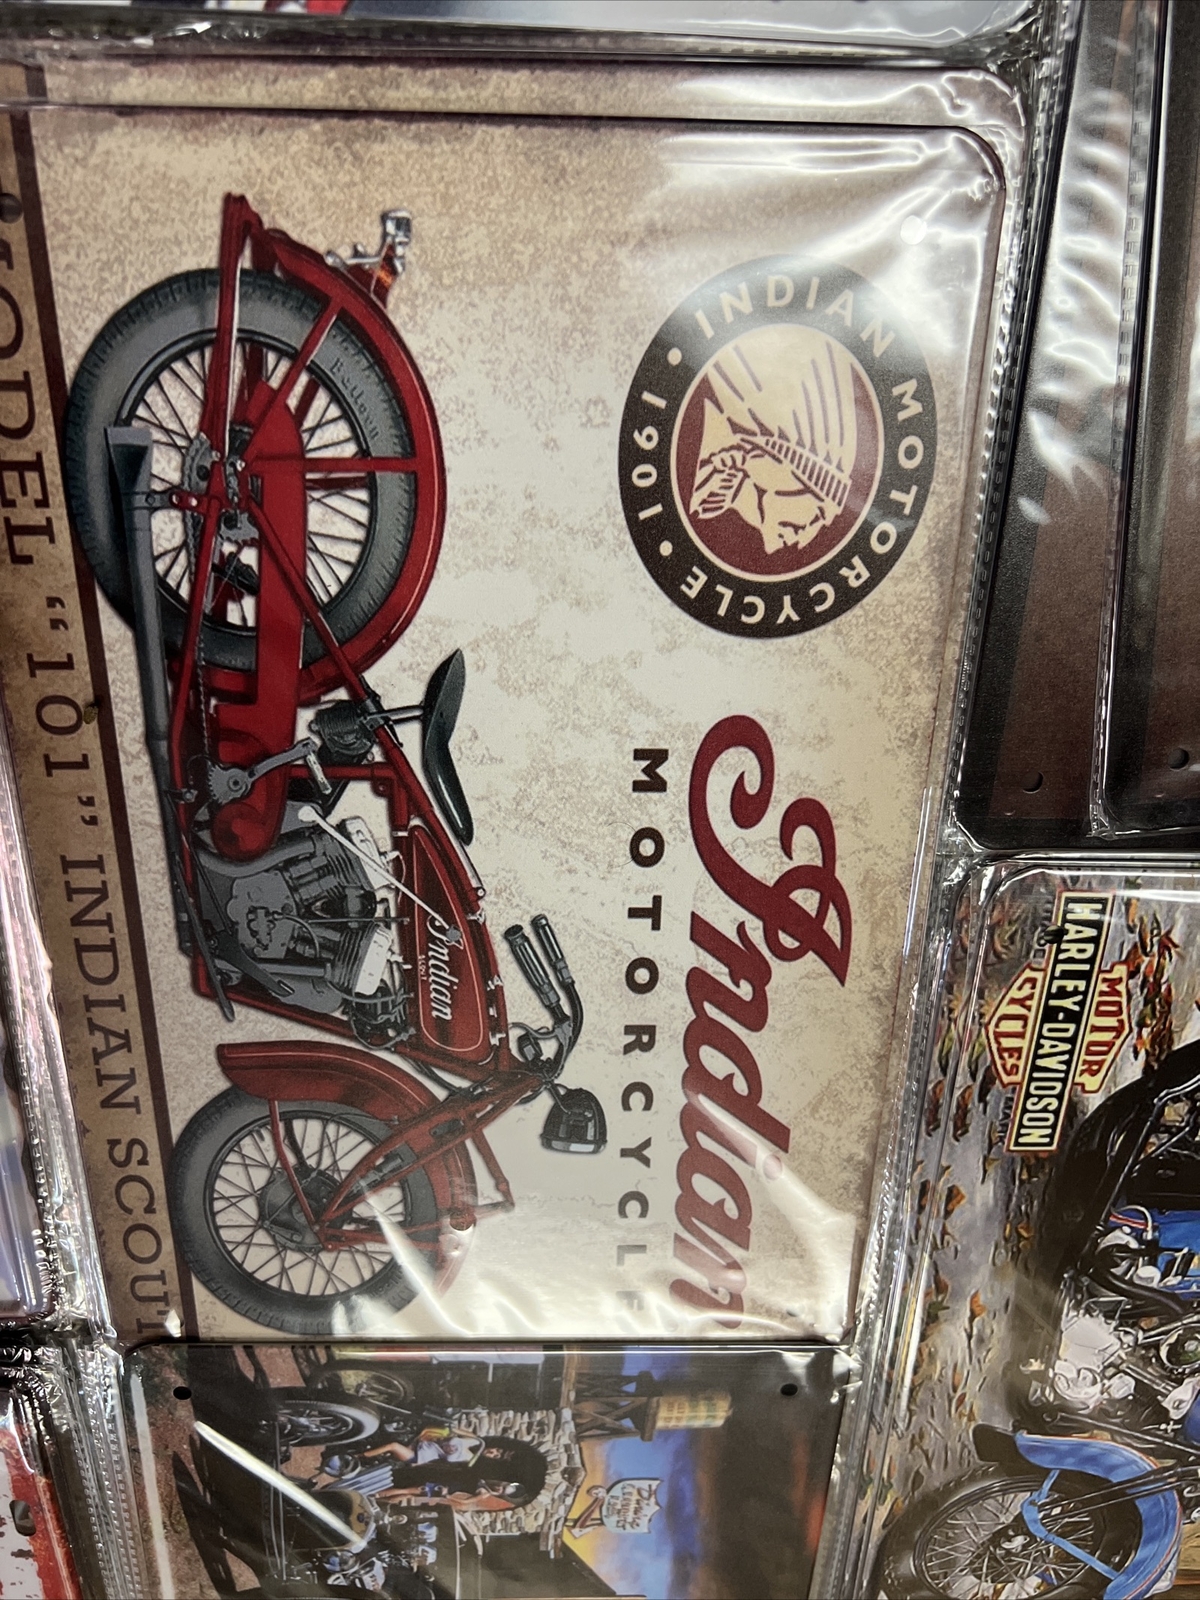 INDIAN MOTORCYCLE
• 1901 •
Indian
MOTORCYCLE
Indian
MODEL "101" INDIAN SCOUT
MOTOR
HARLEY-DAVIDSON
CYCLES